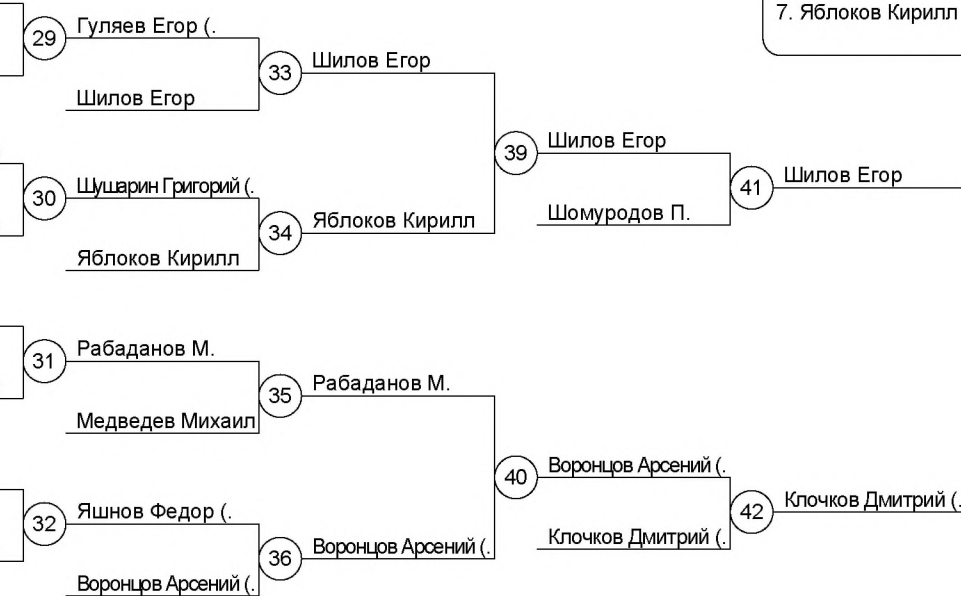 7. Яблоков Кирилл
29
Гуляев Егор (.
33
Шилов Егор
Шилов Егор
39
Шилов Егор
41
Шилов Егор
30
Шушарин Григорий (.
34
Яблоков Кирилл
Шомуродов П.
Яблоков Кирилл
31
Рабаданов М.
35
Рабаданов М.
Медведев Михаил
40
Воронцов Арсений (.
42
Клочков Дмитрий (.
32
Яшнов Федор (.
36
Воронцов Арсений (.
Клочков Дмитрий (.
Воронцов Арсений (.